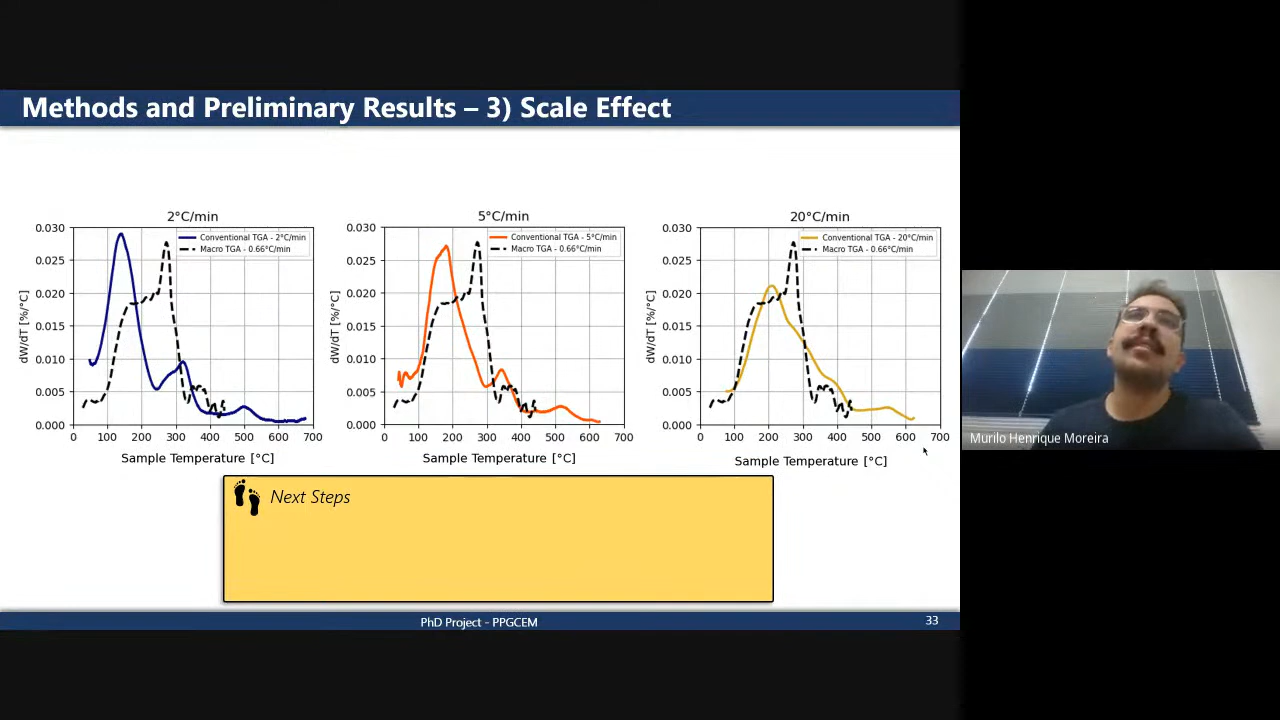 Methods and Preliminary Results – 3) Scale Effect
2°C/min
0.030
0.025
0.020
0.015
0.010
0.005
0.000
dW/dT [%/°C]
Conventional TGA - 2°C/min
Macro TGA - 0.66°C/min
0 100 200 300 400 500 600 700
Sample Temperature [°C]
5°C/min
0.030
0.025
0.020
0.015
0.010
0.005
0.000
dW/dT [%/°C]
Conventional TGA - 5°C/min
Macro TGA - 0.66°C/min
0 100 200 300 400 500 600 700
Sample Temperature [°C]
20°C/min
0.030
0.025
0.020
0.015
0.010
0.005
0.000
dW/dT [%/°C]
Conventional TGA - 20°C/min
Macro TGA - 0.66°C/min
0 100 200 300 400 500 600 700
Sample Temperature [°C]
Next Steps
PhD Project - PPGCEM
33
Murilo Henrique Moreira